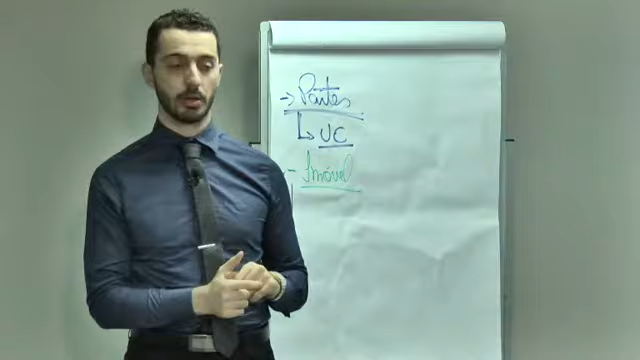 → Partes
↳ UC
- Imóvel